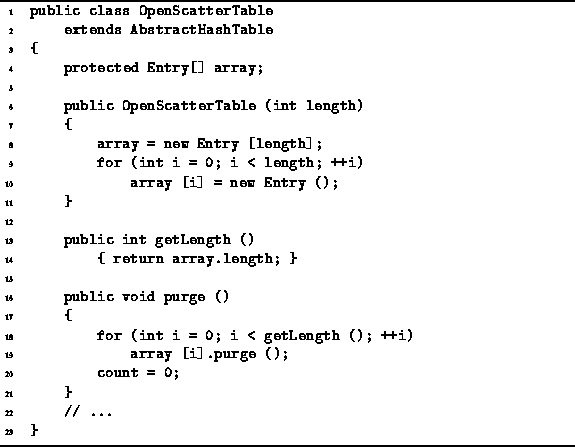 1 public class OpenScatterTable
2 extends AbstractHashTable
3 {
4 protected Entry[] array;
5
6 public OpenScatterTable (int length)
7 {
8 array = new Entry [length];
9 for (int i = 0; i < length; ++i)
10 array [i] = new Entry ();
11 }
12
13 public int getLength ()
14 { return array.length; }
15
16 public void purge ()
17 {
18 for (int i = 0; i < getLength (); ++i)
19 array [i].purge ();
20 count = 0;
21 }
22 // ...
23 }